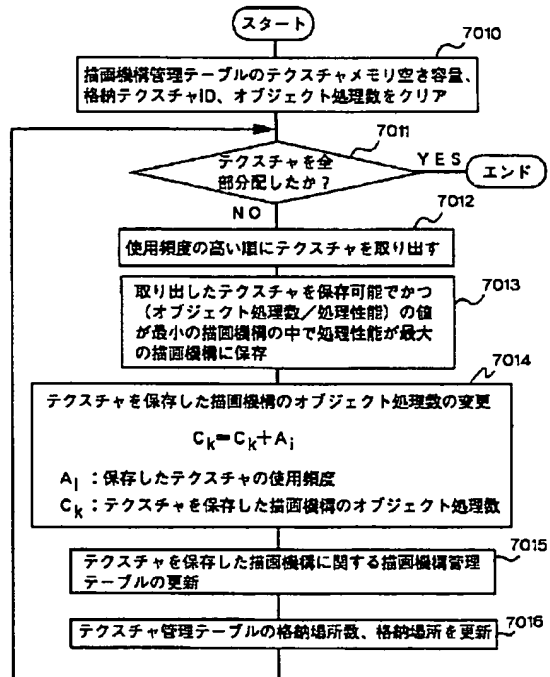 スタート
7010
描画機構管理テーブルのテクスチャメモリ空き容量、
格納テクスチャID、オブジェクト処理数をクリア
7011
テクスチャを全
部分配したか?
YES
エンド
NO
7012
使用頻度の高い順にテクスチャを取り出す
7013
取り出したテクスチャを保存可能でかつ
(オブジェクト処理数/処理性能)の値
が最小の描画機構の中で処理性能が最大
の描画機構に保存
7014
テクスチャを保存した描画機構のオブジェクト処理数の変更
Ck=Ck+Ai
Ai:保存したテクスチャの使用頻度
Ck:テクスチャを保存した描画機構のオブジェクト処理数
7015
テクスチャを保存した描画機構に関する描画機構管理
テーブルの更新
7016
テクスチャ管理テーブルの格納場所数、格納場所を更新